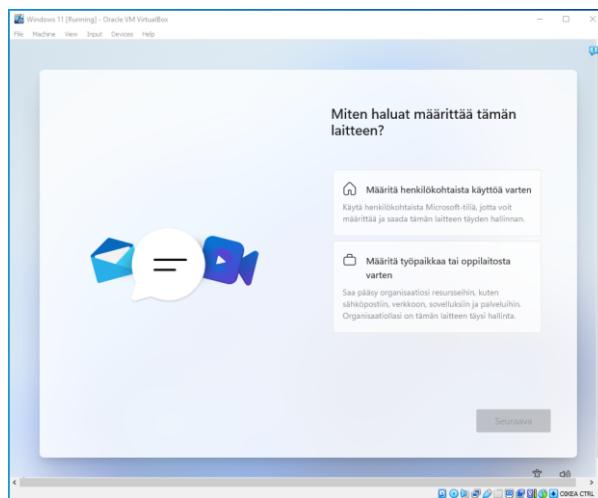 Windows 11 [Running] - Oracle VM VirtualBox
File Machine View Input Devices Help
Miten haluat määrittää tämän
laitteen?
Määritä henkilökohtaista käyttöä varten
Käytä henkilökohtaista Microsoft-tiliä, jotta voit
määrittää ja saada tämän laitteen täyden hallinnan.
Määritä työpaikkaa tai oppilaitosta
varten
Saa pääsy organisaatiosi resursseihin, kuten
sähköpostiin, verkkoon, sovelluksiin ja palveluihin.
Organisaatiollasi on tämän laitteen täysi hallinta.
Seuraava
OIKEA CTRL